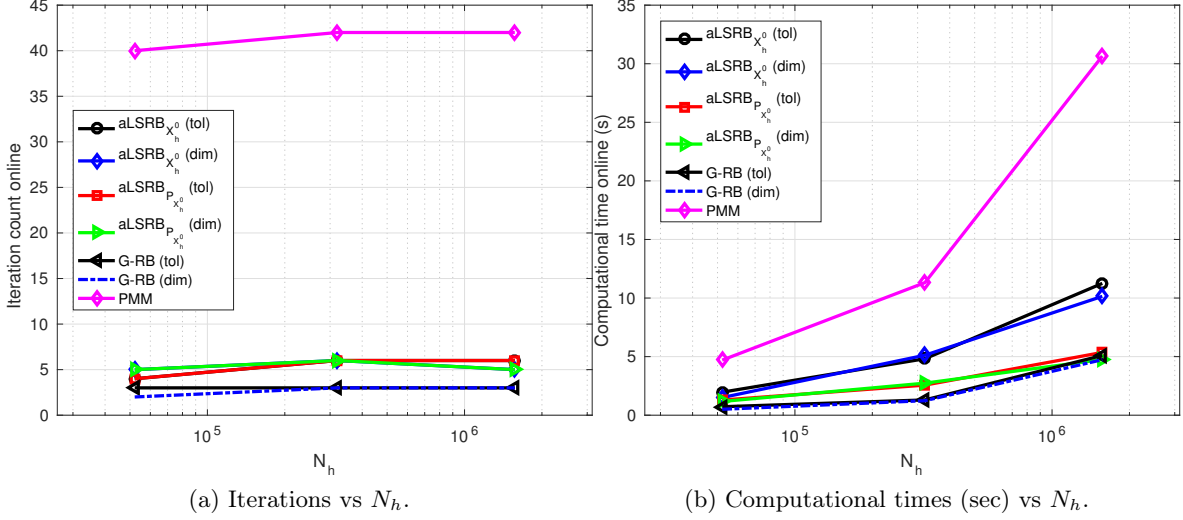 45
40
35
30
25
20
15
10
5
0
Iteration count online
aLSRB_{X_h^0} (tol)
aLSRB_{X_h^0} (dim)
aLSRB_{P_{X_h^0}} (tol)
aLSRB_{P_{X_h^0}} (dim)
G-RB (tol)
G-RB (dim)
PMM
10^5
10^6
N_h
(a) Iterations vs N_h.
35
30
25
20
15
10
5
0
Computational time online (s)
aLSRB_{X_h^0} (tol)
aLSRB_{X_h^0} (dim)
aLSRB_{P_{X_h^0}} (tol)
aLSRB_{P_{X_h^0}} (dim)
G-RB (tol)
G-RB (dim)
PMM
10^5
10^6
N_h
(b) Computational times (sec) vs N_h.